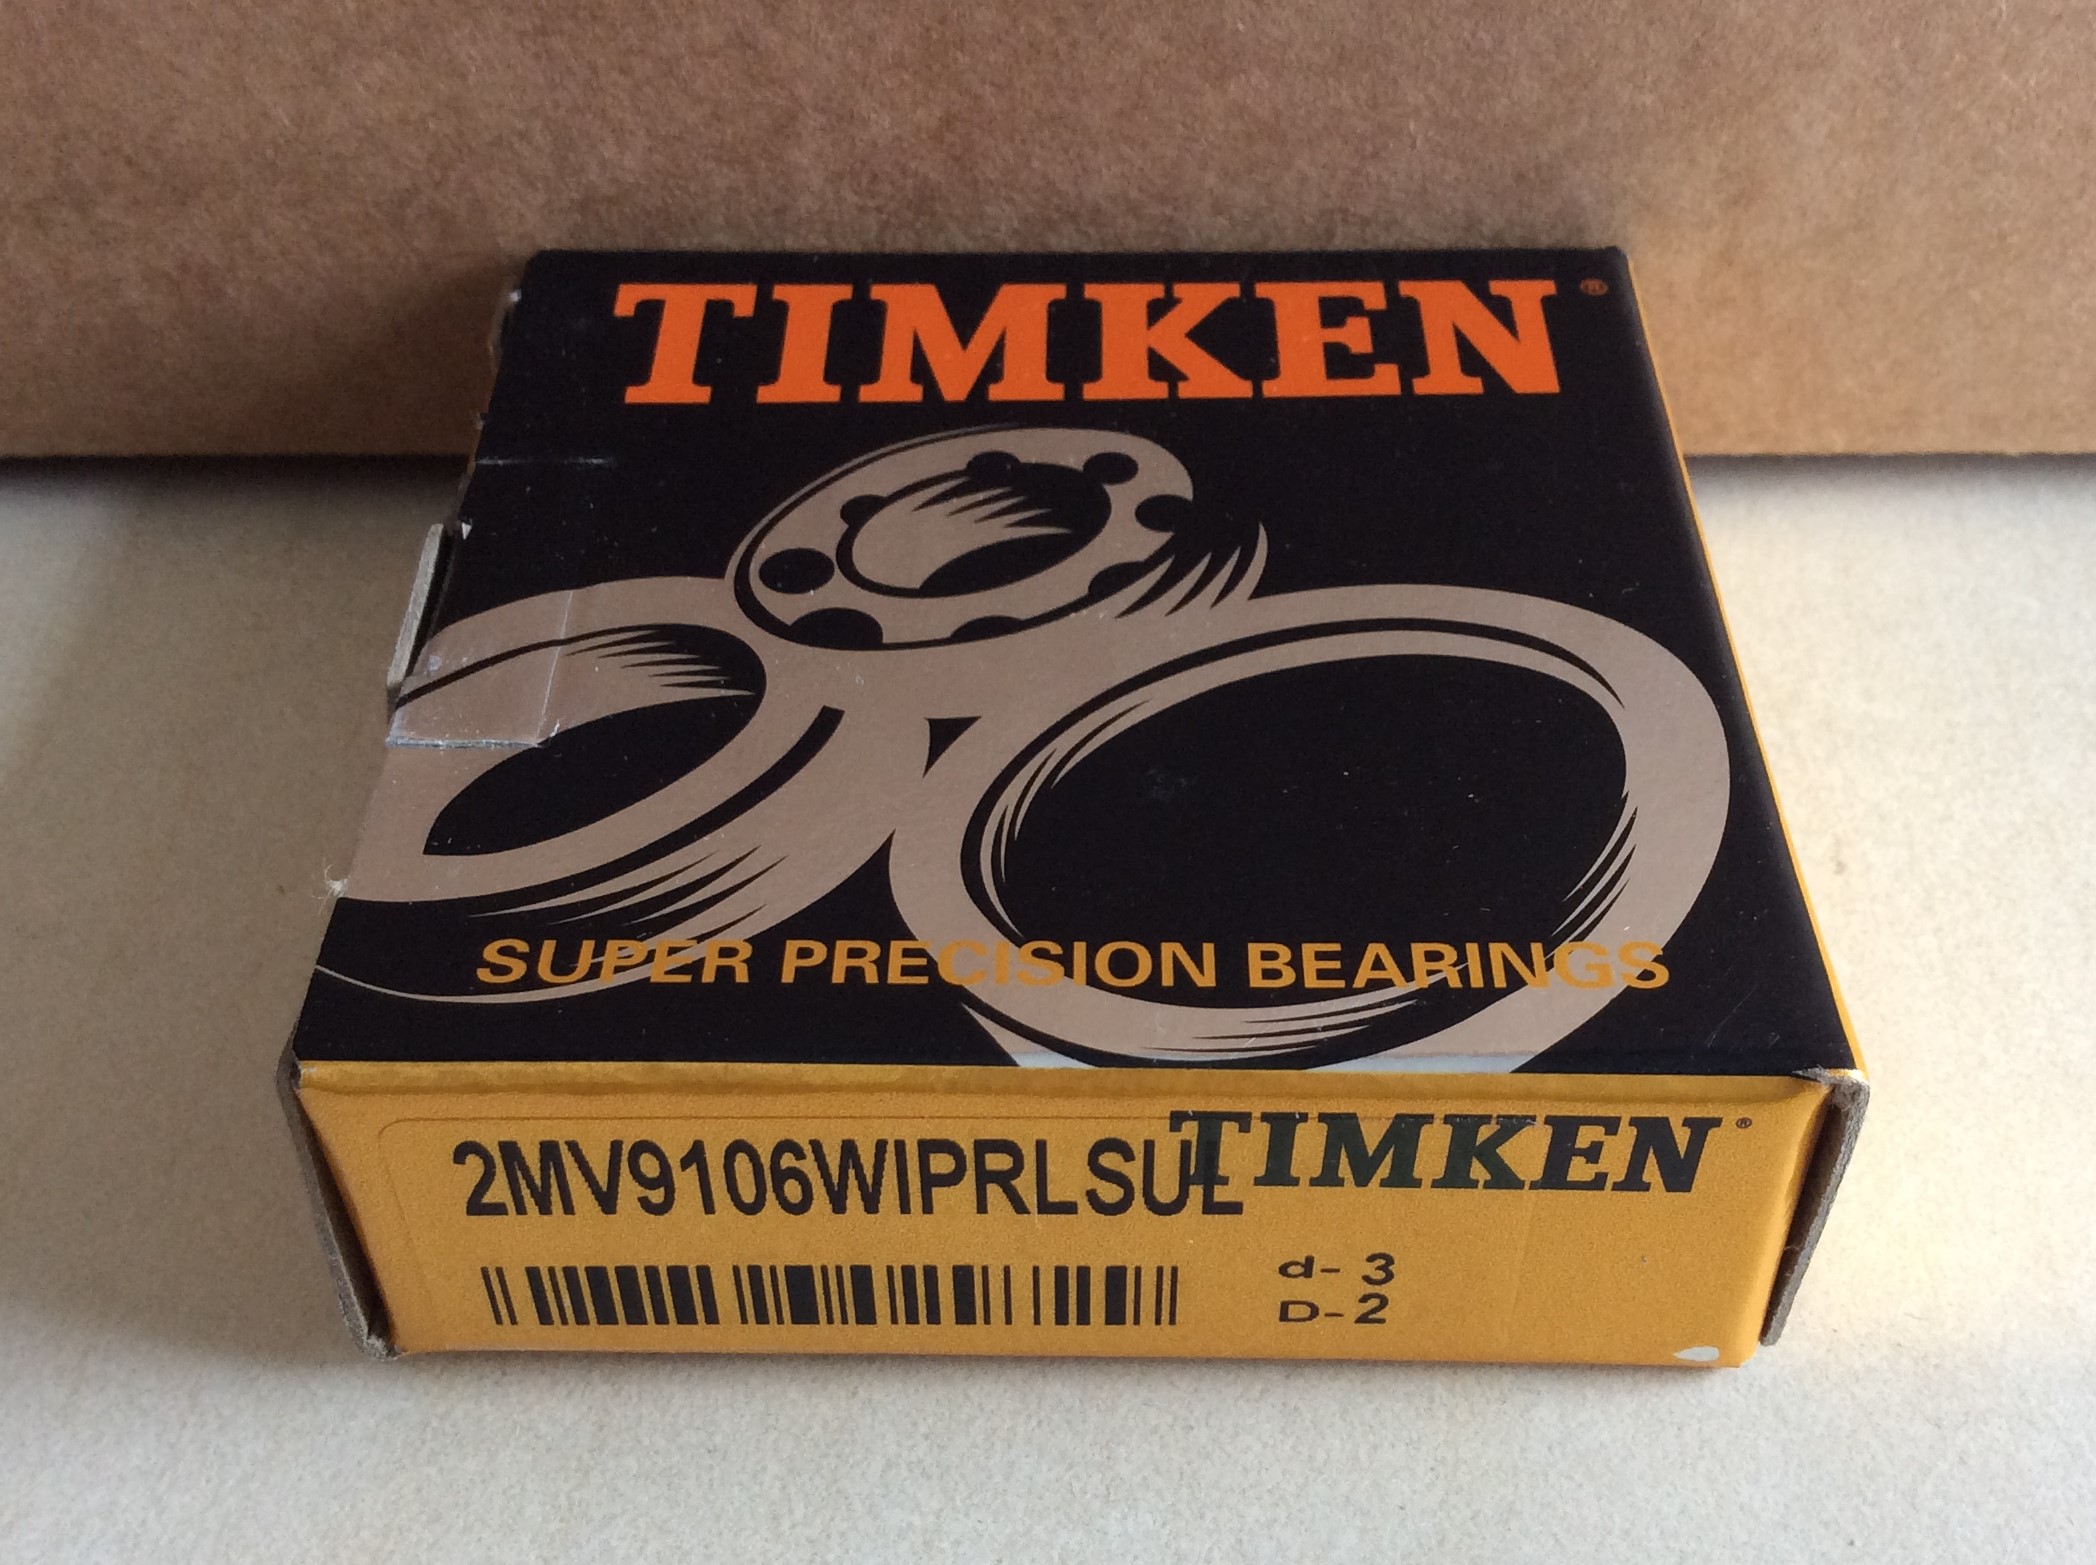 TIMKEN®
SUPER PRECISION BEARINGS
2MV9106WIPRLSUL
TIMKEN®
d- 3
D- 2